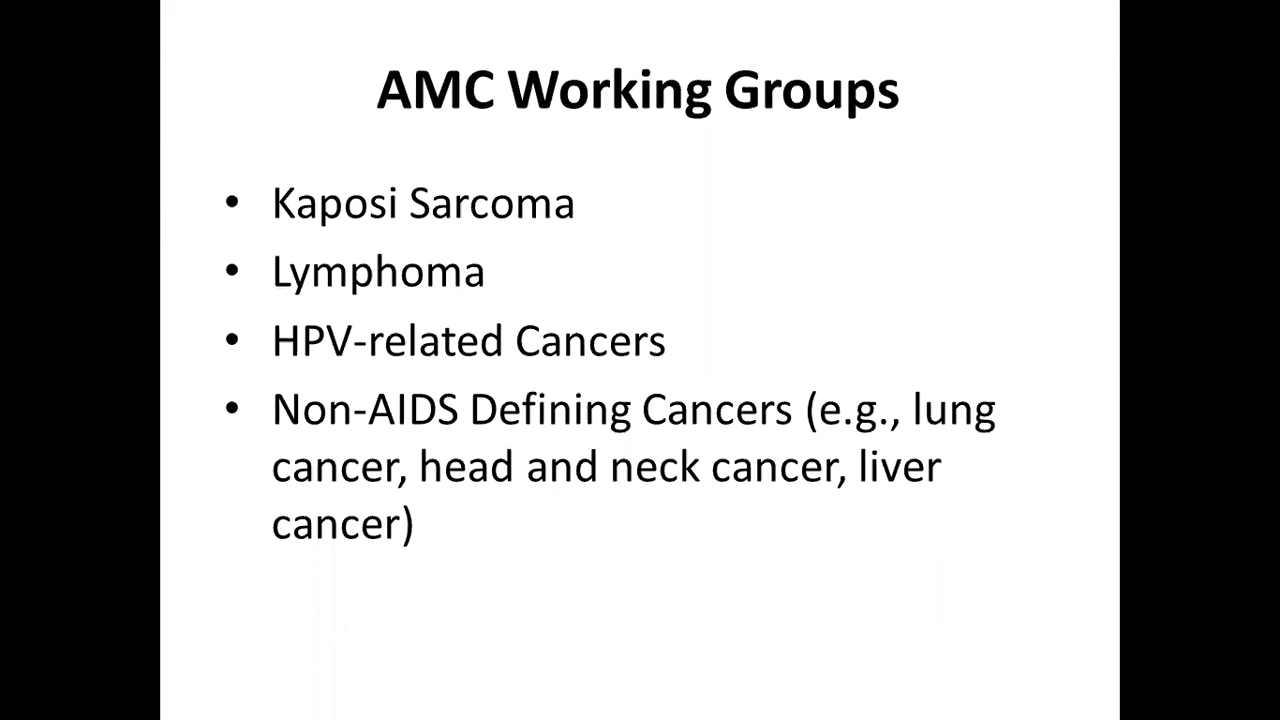 AMC Working Groups
• Kaposi Sarcoma
• Lymphoma
• HPV-related Cancers
• Non-AIDS Defining Cancers (e.g., lung
cancer, head and neck cancer, liver
cancer)